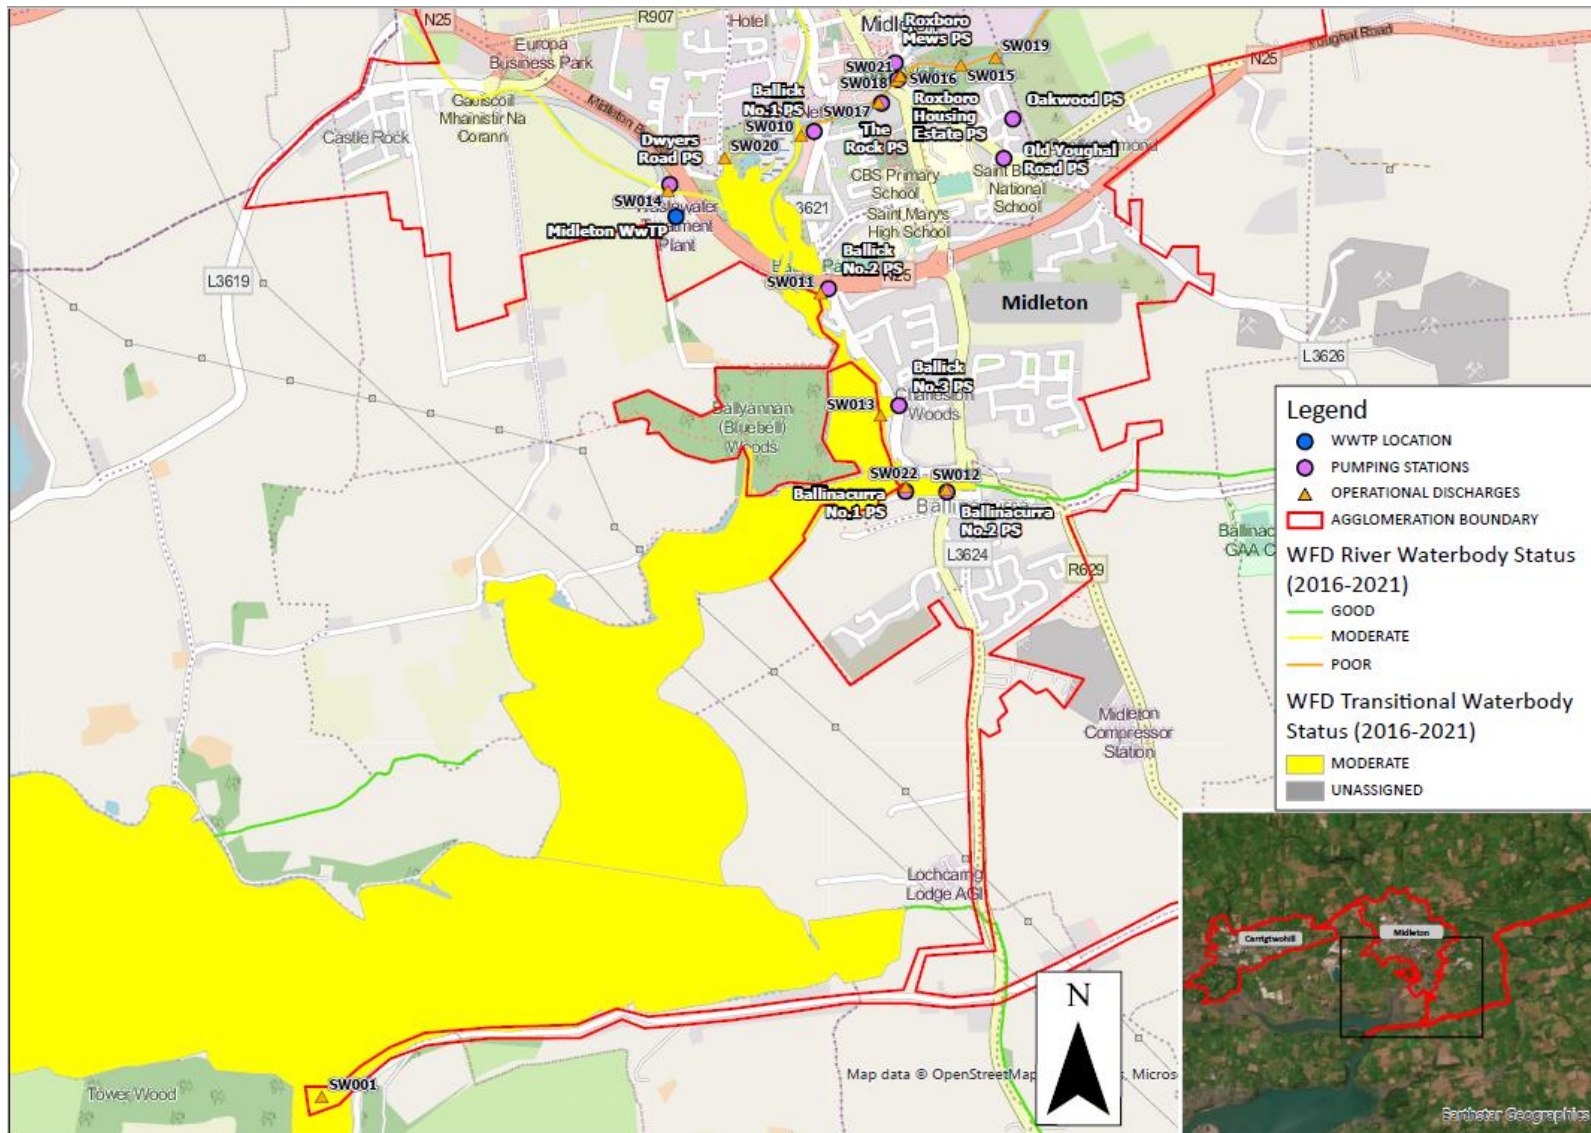 N25
R907
Hotel
Roxboro
Mews PS
SW019
Youghal Road
N25
Europa
Business Park
SW021
SW018
SW016
SW015
Gaelscoil
Mhainistir Na
Corann
Ballick
No.1 PS
SW017
SW010
Roxboro
Housing
Estate PS
Oakwood PS
Castle Rock
Dwyers
Road PS
SW020
The
Rock PS
Old Youghal
Road PS
CBS Primary
School
National
School
SW014
Plant
Midleton WwTP
Saint Mary's
High School
Ballick
No.2 PS
N25
L3619
SW011
Midleton
L3626
Ballick
No.3 PS
SW013
Woods
Ballyannan
(Bluebell)
Woods
SW022
SW012
Ballinacurra
No.1 PS
Ballinacurra
No.2 PS
GAA
L3624
R629
Midleton
Compressor
Station
Lochcarrig
Lodge AGI
Tower Wood
SW001
Legend
WWTP LOCATION
PUMPING STATIONS
OPERATIONAL DISCHARGES
AGGLOMERATION BOUNDARY
WFD River Waterbody Status
(2016-2021)
GOOD
MODERATE
POOR
WFD Transitional Waterbody
Status (2016-2021)
MODERATE
UNASSIGNED
Carrigtwohill
Midleton
N
Map data © OpenStreetMap
Earthstar Geographics